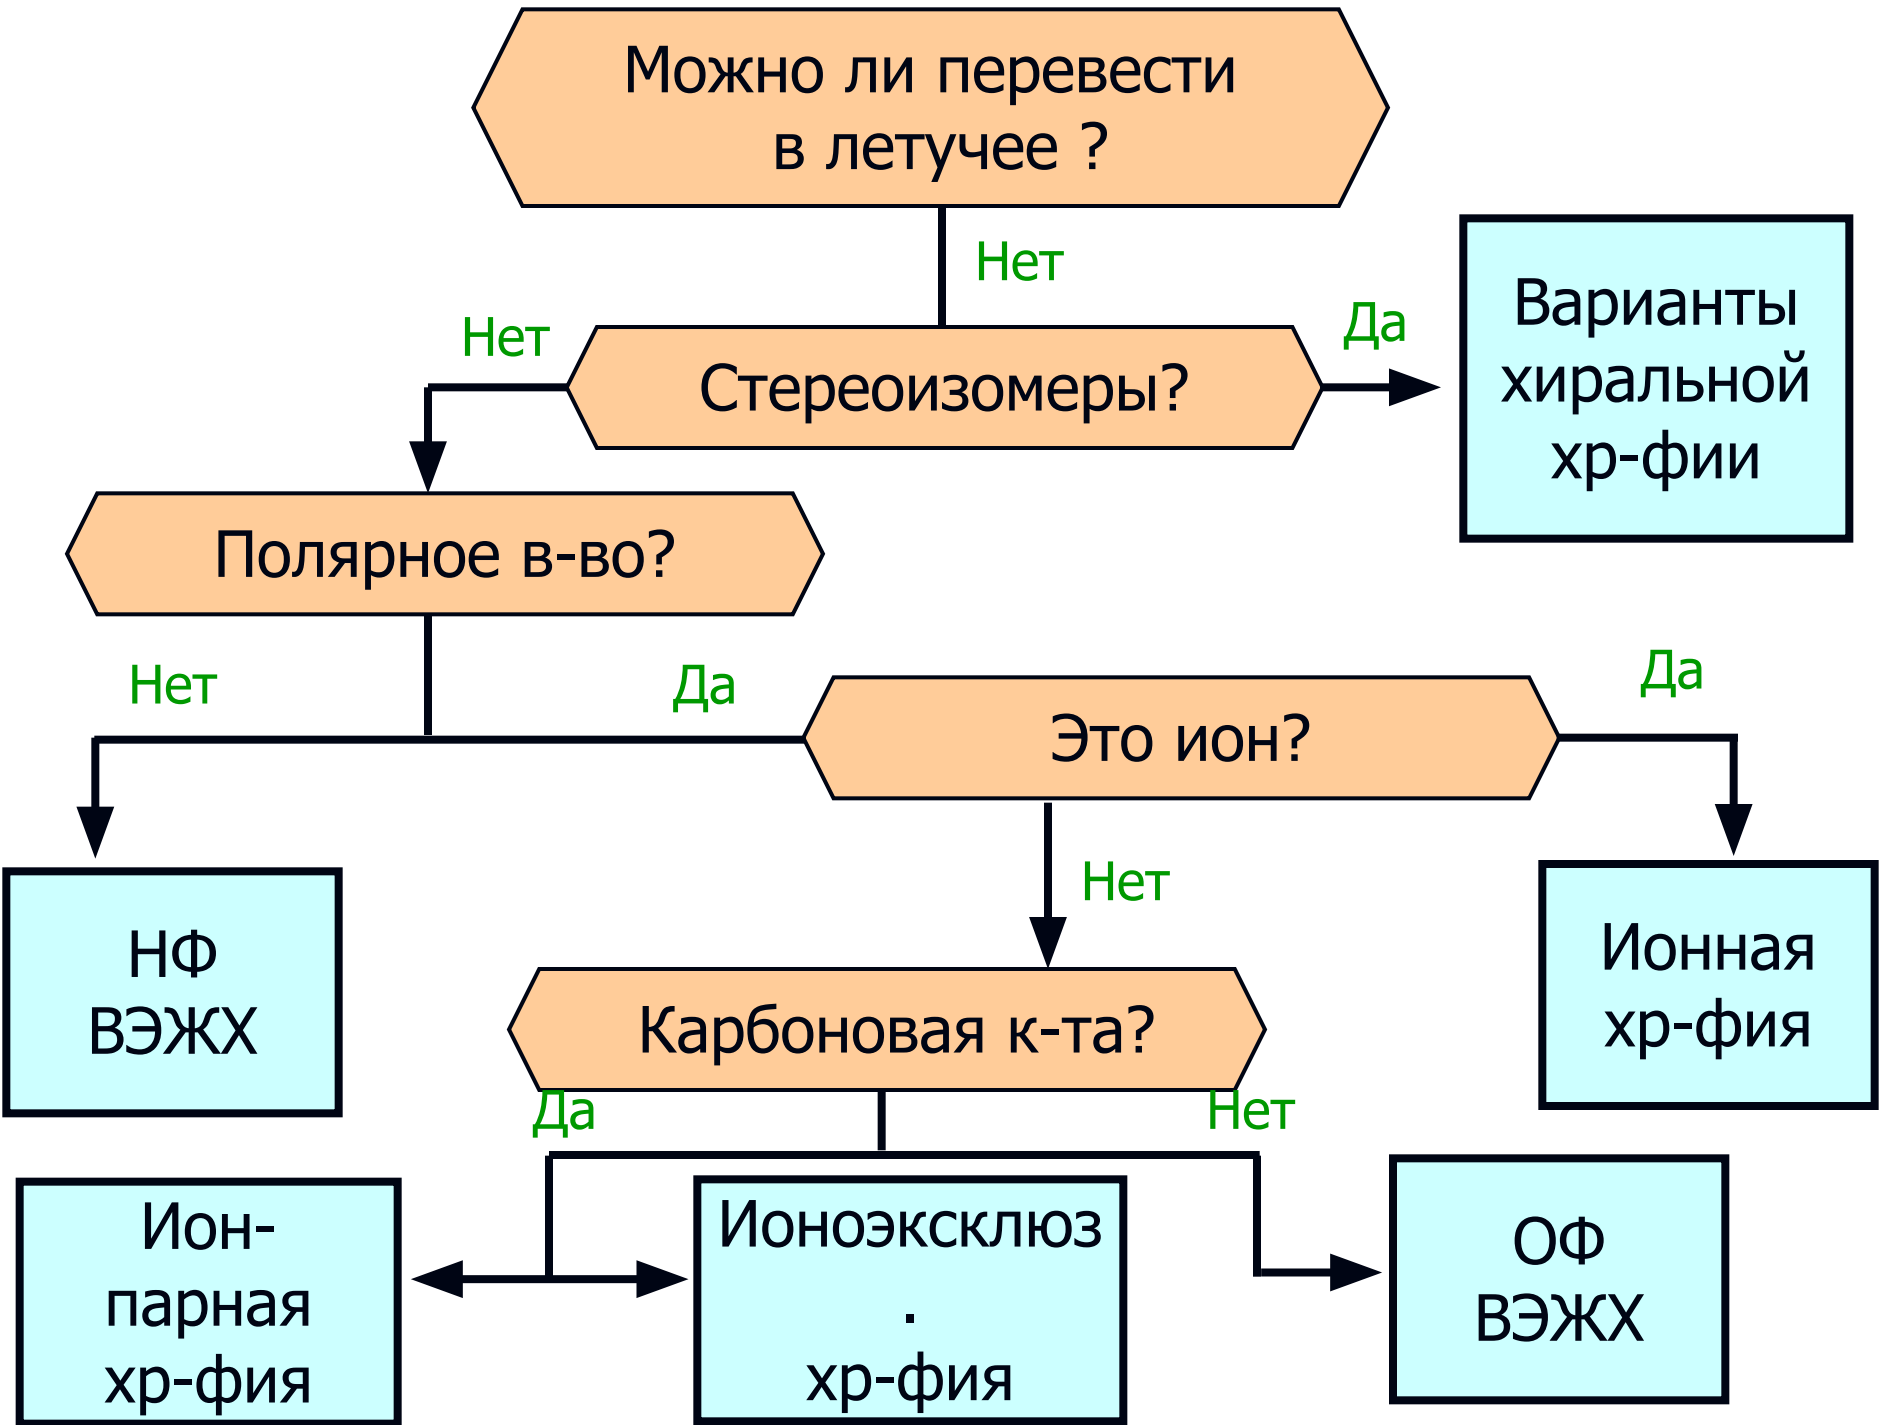 Можно ли перевести
в летучее ?
Нет
Нет
Да
Стереоизомеры?
Варианты
хиральной
хр-фии
Полярное в-во?
Нет
Да
Да
Это ион?
Нет
НФ
ВЭЖХ
Ионная
хр-фия
Карбоновая к-та?
Да
Нет
Ион-
парная
хр-фия
Ионоэксклюз
.
хр-фия
ОФ
ВЭЖХ